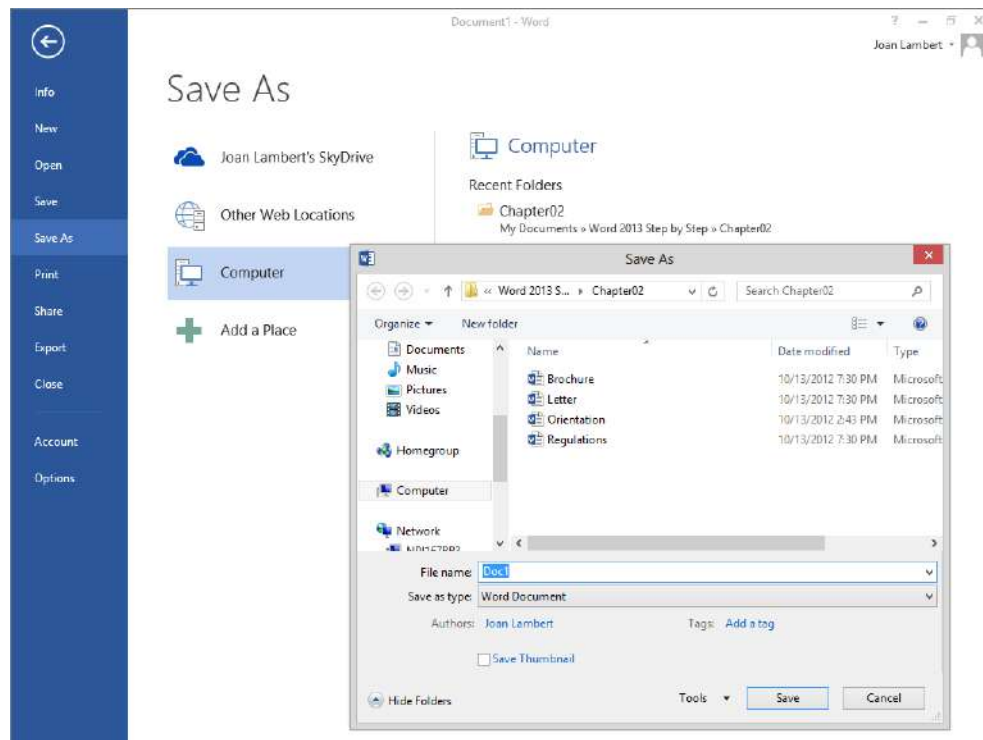 Document1 - Word
? 
Joan Lambert
Info
New
Open
Save
Save As
Print
Share
Export
Close
Account
Options
Save As
Joan Lambert's SkyDrive
Other Web Locations
Computer
Add a Place
Computer
Recent Folders
Chapter02
My Documents » Word 2013 Step by Step » Chapter02
Save As
« Word 2013 S... Chapter02
Search Chapter02
Organize
New folder
Documents
Music
Pictures
Videos
Homegroup
Computer
Network
Name Date modified Type
Brochure 10/13/2012 7:30 PM Microsoft
Letter 10/13/2012 7:30 PM Microsoft
Orientation 10/13/2012 2:43 PM Microsoft
Regulations 10/13/2012 7:30 PM Microsoft
File name: Doc1
Save as type: Word Document
Authors: Joan Lambert Tags: Add a tag
Save Thumbnail
Hide Folders
Tools Save Cancel